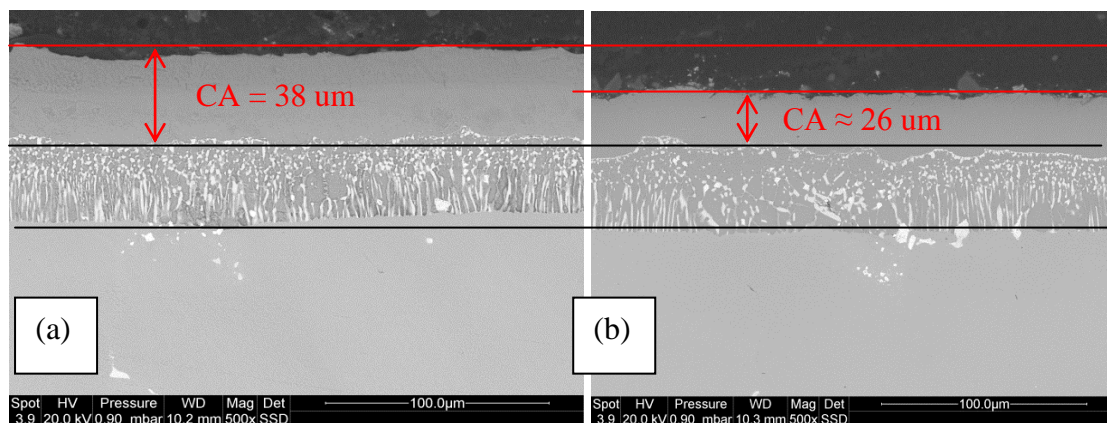 CA = 38 um
CA ≈ 26 um
(a)
(b)
Spot HV Pressure WD Mag Det
3.9 20.0 kV 0.90 mbar 10.2 mm 500x SSD
100.0µm
Spot HV Pressure WD Mag Det
3.9 20.0 kV 0.90 mbar 10.3 mm 500x SSD
100.0µm